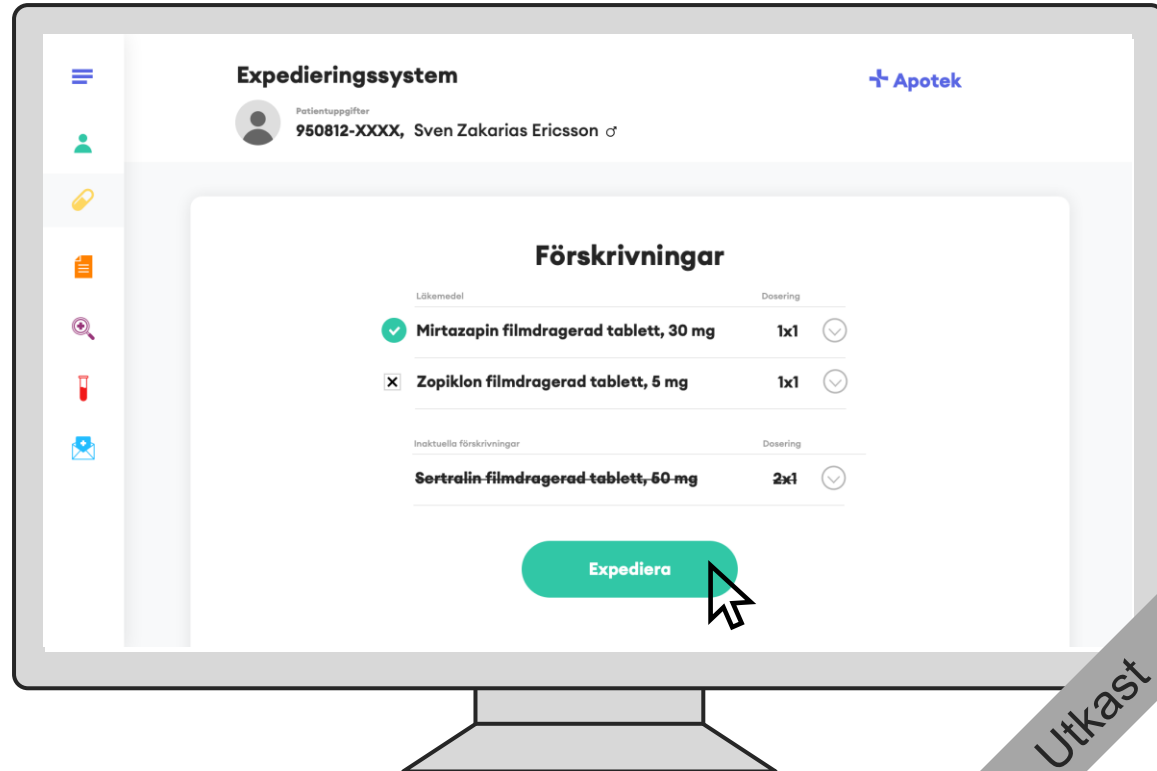 Expedieringssystem
Apotek
Patientuppgifter
950812-XXXX, Sven Zakarias Ericsson ♂
Förskrivningar
Läkemedel Dosering
Mirtazapin filmdragerad tablett, 30 mg 1x1
Zopiklon filmdragerad tablett, 5 mg 1x1
Inaktuella förskrivningar Dosering
Sertralin filmdragerad tablett, 50 mg 2x1
Expediera
Utkast